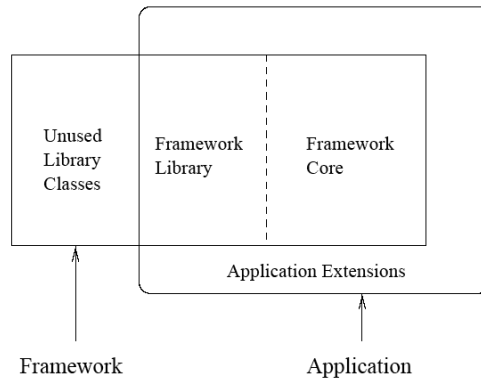 Unused
Library
Classes
Framework
Library
Framework
Core
Application Extensions
Framework
Application